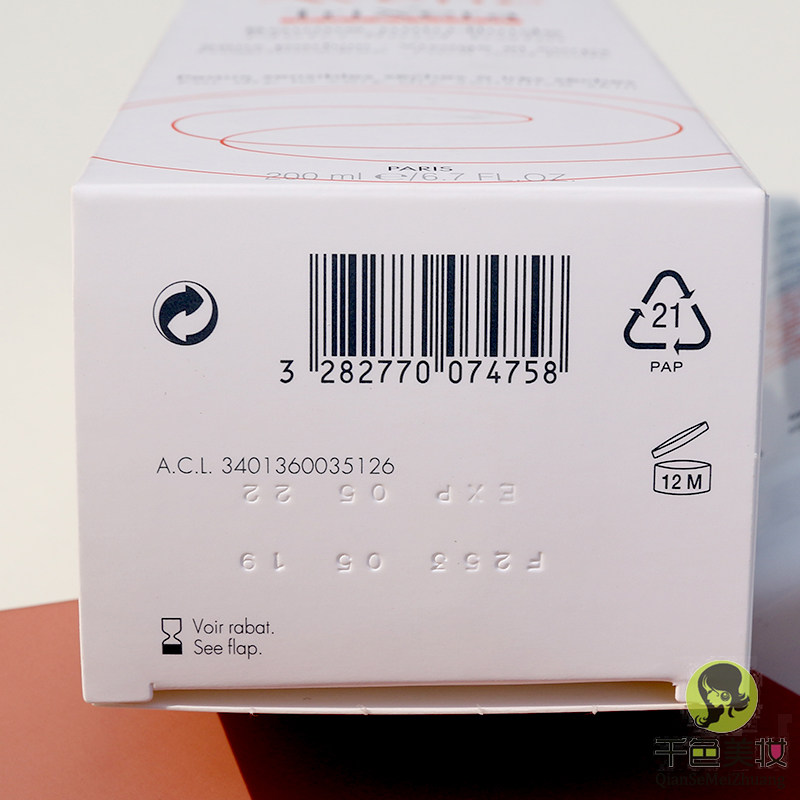 PARIS
200 ml e/6.7 FL.OZ.
3 282770 074758
21
PAP
A.C.L. 3401360035126
12 M
EXP 05 22
F253 05 19
Voir rabat.
See flap.
千色美妆